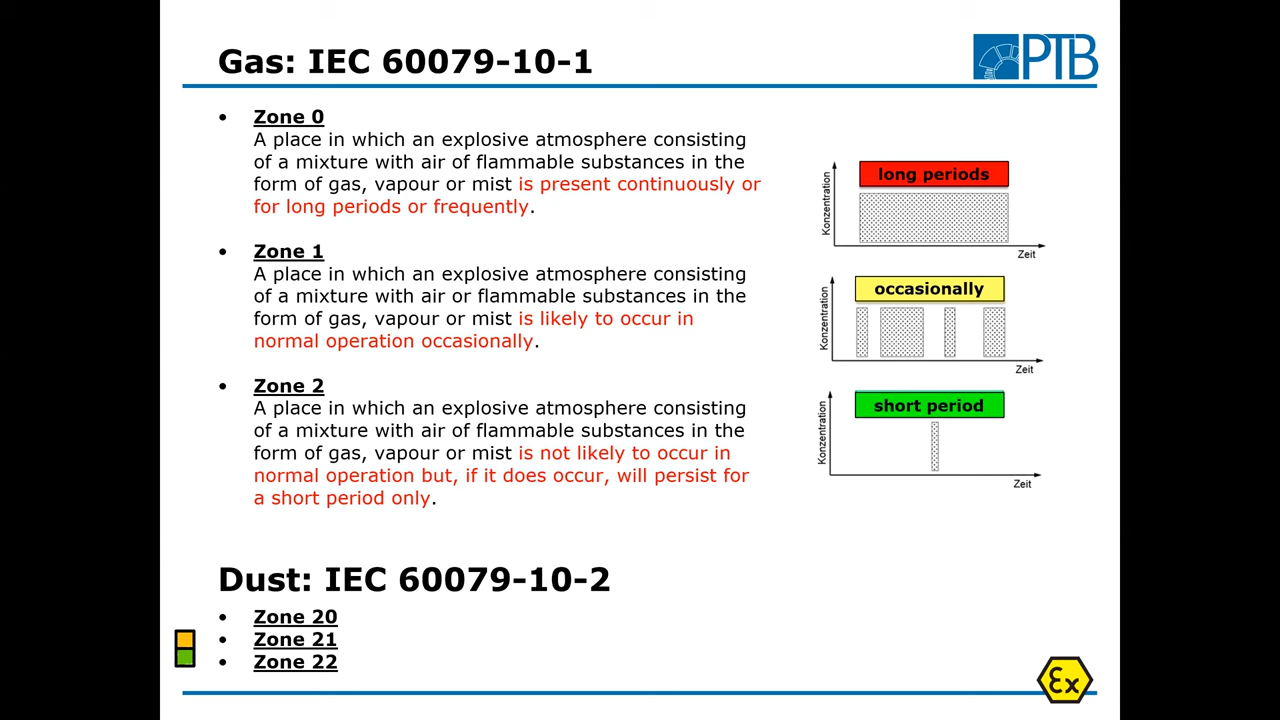 Gas: IEC 60079-10-1
PTB
• Zone 0
A place in which an explosive atmosphere consisting
of a mixture with air of flammable substances in the
form of gas, vapour or mist is present continuously or
for long periods or frequently.
• Zone 1
A place in which an explosive atmosphere consisting
of a mixture with air or flammable substances in the
form of gas, vapour or mist is likely to occur in
normal operation occasionally.
• Zone 2
A place in which an explosive atmosphere consisting
of a mixture with air of flammable substances in the
form of gas, vapour or mist is not likely to occur in
normal operation but, if it does occur, will persist for
a short period only.
long periods
Konzentration
Zeit
occasionally
Konzentration
Zeit
short period
Konzentration
Zeit
Dust: IEC 60079-10-2
• Zone 20
• Zone 21
• Zone 22
Ex